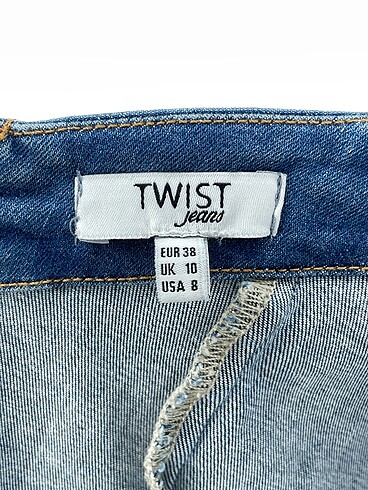 TWIST
jeans
EUR 38
UK 10
USA 8